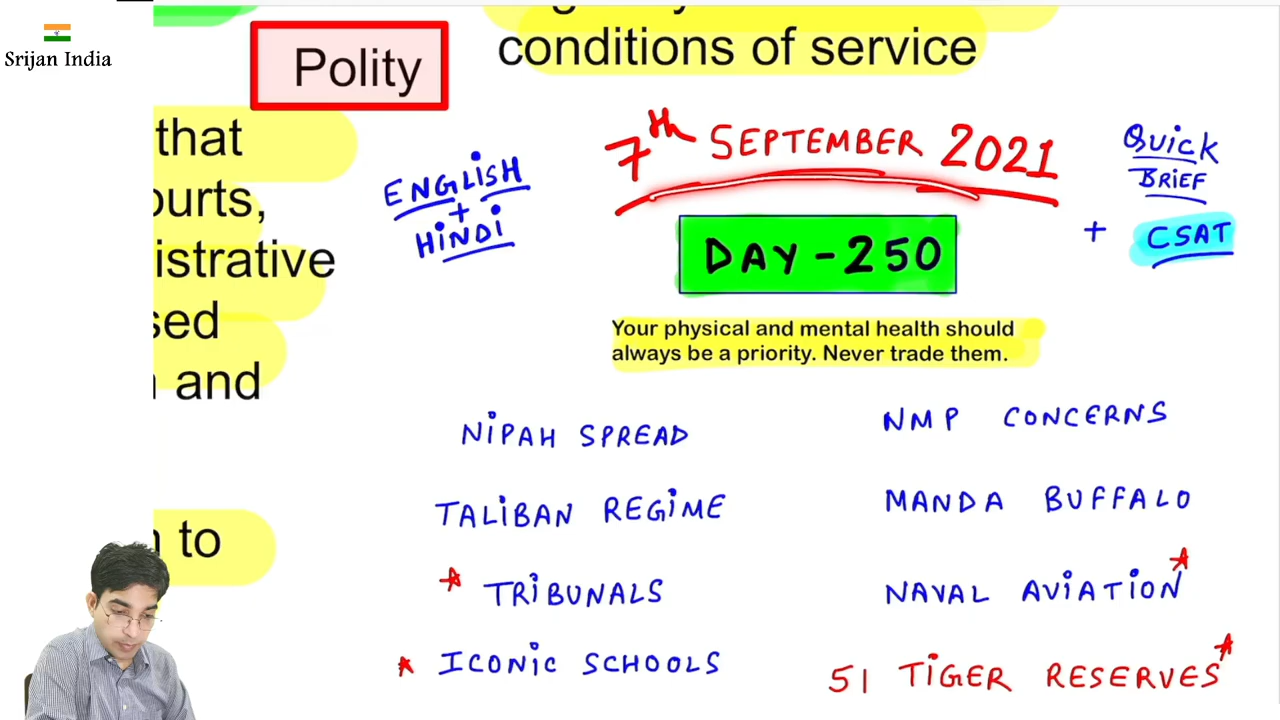 Srijan India
Polity
conditions of service
that
ourts,
istrative
sed
and
to
7th SEPTEMBER 2021
ENGLISH
+
HINDI
DAY-250
+
QUICK
BRIEF
CSAT
Your physical and mental health should
always be a priority. Never trade them.
NIPAH SPREAD
TALIBAN REGIME
TRIBUNALS
ICONIC SCHOOLS
NMP CONCERNS
MANDA BUFFALO
NAVAL AVIATION
51 TIGER RESERVES